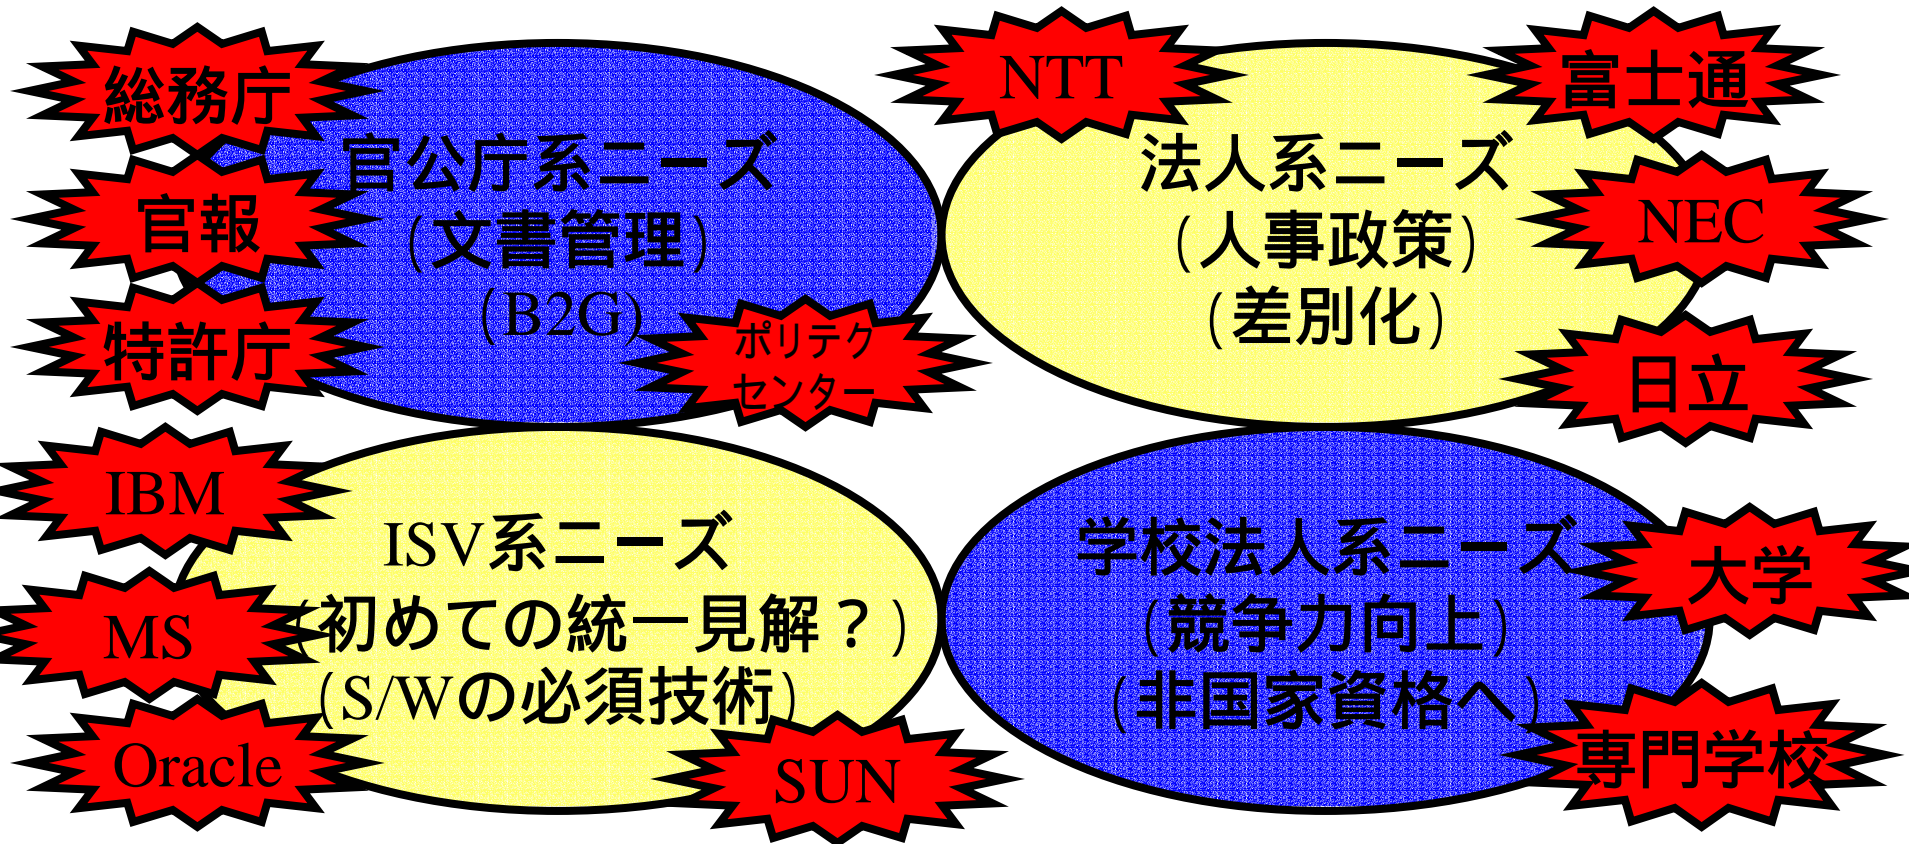 総務庁
官報
特許庁
官公庁系ニーズ
(文書管理)
(B2G)
ポリテク
センター
NTT
富士通
NEC
日立
法人系ニーズ
(人事政策)
(差別化)
IBM
MS
Oracle
SUN
ISV系ニーズ
(初めての統一見解？)
(S/Wの必須技術)
学校法人系ニーズ
(競争力向上)
(非国家資格へ)
大学
専門学校